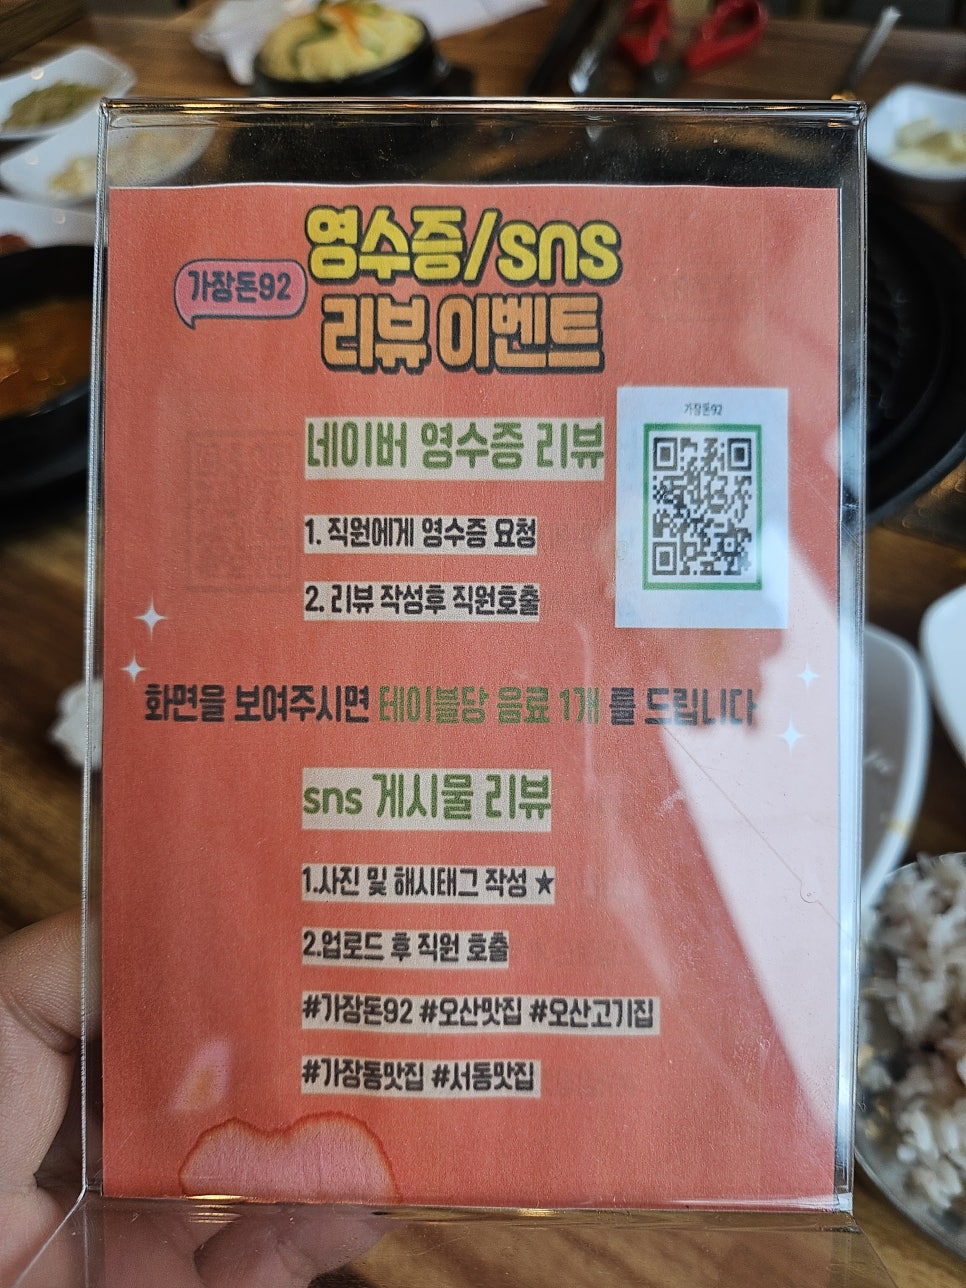 영수증/sns
가장돈92
리뷰 이벤트
가장돈92
네이버 영수증 리뷰
1. 직원에게 영수증 요청
2. 리뷰 작성후 직원호출
화면을 보여주시면 테이블당 음료 1개 를 드립니다
sns 게시물 리뷰
1.사진 및 해시태그 작성 ★
2.업로드 후 직원 호출
#가장돈92 #오산맛집 #오산고기집
#가장동맛집 #서동맛집